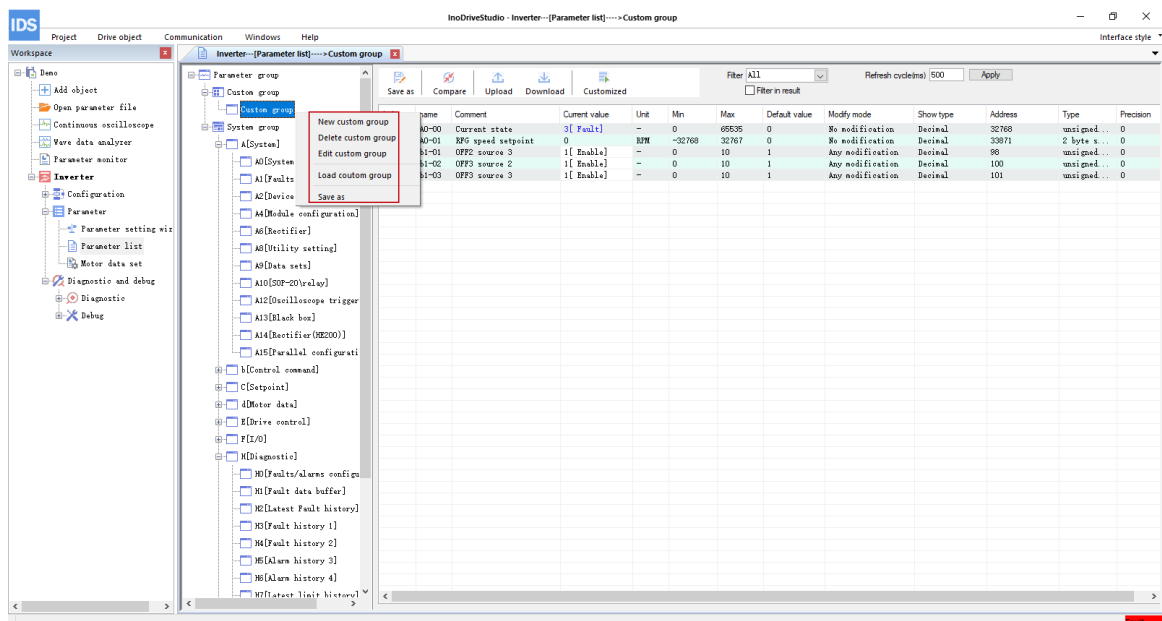 IDS
InoDriveStudio - Inverter---[Parameter list]---->Custom group
Project Drive object Communication Windows Help
Interface style
Workspace
Inverter---[Parameter list]---->Custom group
Demo
Add object
Open parameter file
Continuous oscilloscope
Wave data analyzer
Parameter monitor
Inverter
Configuration
Parameter
Parameter setting wiz
Parameter list
Motor data set
Diagnostic and debug
Diagnostic
Debug
Parameter group
Custom group
Custom group
System group
A[System]
A0[System
A1[Faults
A2[Device
A4[Module configuration]
A6[Rectifier]
A8[Utility setting]
A9[Data sets]
A10[SOP-20\relay]
A12[Oscilloscope trigger
A13[Black box]
A14[Rectifier(HE200)]
A15[Parallel configurati
b[Control command]
C[Setpoint]
d[Motor data]
E[Drive control]
F[I/O]
H[Diagnostic]
H0[Faults/alarms configu
H1[Fault data buffer]
H2[Latest Fault history]
H3[Fault history 1]
H4[Fault history 2]
H5[Alarm history 3]
H6[Alarm history 4]
H7[Latest limit history]
New custom group
Delete custom group
Edit custom group
Load coutom group
Save as
Save as Compare Upload Download Customized
Filter All Refresh cycle(ms) 500 Apply
Filter in result
name Comment Current value Unit Min Max Default value Modify mode Show type Address Type Precision
A0-00 Current state 3[ Fault] - 0 65535 0 No modification Decimal 32768 unsigned... 0
A0-01 RFG speed setpoint 0 RPM -32768 32767 0 No modification Decimal 33871 2 byte s... 0
b1-01 OFF2 source 3 1[ Enable] - 0 10 1 Any modification Decimal 98 unsigned... 0
b1-02 OFF3 source 2 1[ Enable] - 0 10 1 Any modification Decimal 100 unsigned... 0
b1-03 OFF3 source 3 1[ Enable] - 0 10 1 Any modification Decimal 101 unsigned... 0